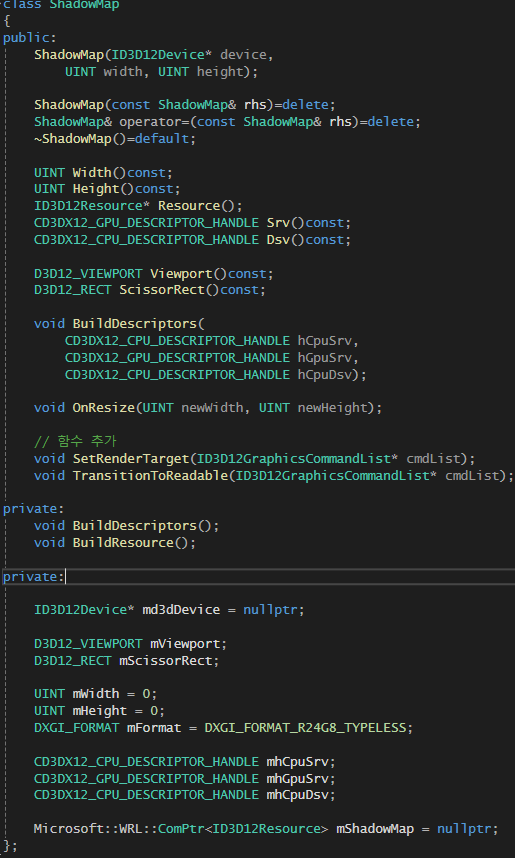 class ShadowMap
{
public:
    ShadowMap(ID3D12Device* device,
        UINT width, UINT height);
    ShadowMap(const ShadowMap& rhs)=delete;
    ShadowMap& operator=(const ShadowMap& rhs)=delete;
    ~ShadowMap()=default;
    UINT Width()const;
    UINT Height()const;
    ID3D12Resource* Resource();
    CD3DX12_GPU_DESCRIPTOR_HANDLE Srv()const;
    CD3DX12_CPU_DESCRIPTOR_HANDLE Dsv()const;
    D3D12_VIEWPORT Viewport()const;
    D3D12_RECT ScissorRect()const;
    void BuildDescriptors(
        CD3DX12_CPU_DESCRIPTOR_HANDLE hCpuSrv,
        CD3DX12_GPU_DESCRIPTOR_HANDLE hGpuSrv,
        CD3DX12_CPU_DESCRIPTOR_HANDLE hCpuDsv);
    void OnResize(UINT newWidth, UINT newHeight);
    // 함수 추가
    void SetRenderTarget(ID3D12GraphicsCommandList* cmdList);
    void TransitionToReadable(ID3D12GraphicsCommandList* cmdList);
private:
    void BuildDescriptors();
    void BuildResource();
private:
    ID3D12Device* md3dDevice = nullptr;
    D3D12_VIEWPORT mViewport;
    D3D12_RECT mScissorRect;
    UINT mWidth = 0;
    UINT mHeight = 0;
    DXGI_FORMAT mFormat = DXGI_FORMAT_R24G8_TYPELESS;
    CD3DX12_CPU_DESCRIPTOR_HANDLE mhCpuSrv;
    CD3DX12_GPU_DESCRIPTOR_HANDLE mhGpuSrv;
    CD3DX12_CPU_DESCRIPTOR_HANDLE mhCpuDsv;
    Microsoft::WRL::ComPtr<ID3D12Resource> mShadowMap = nullptr;
};